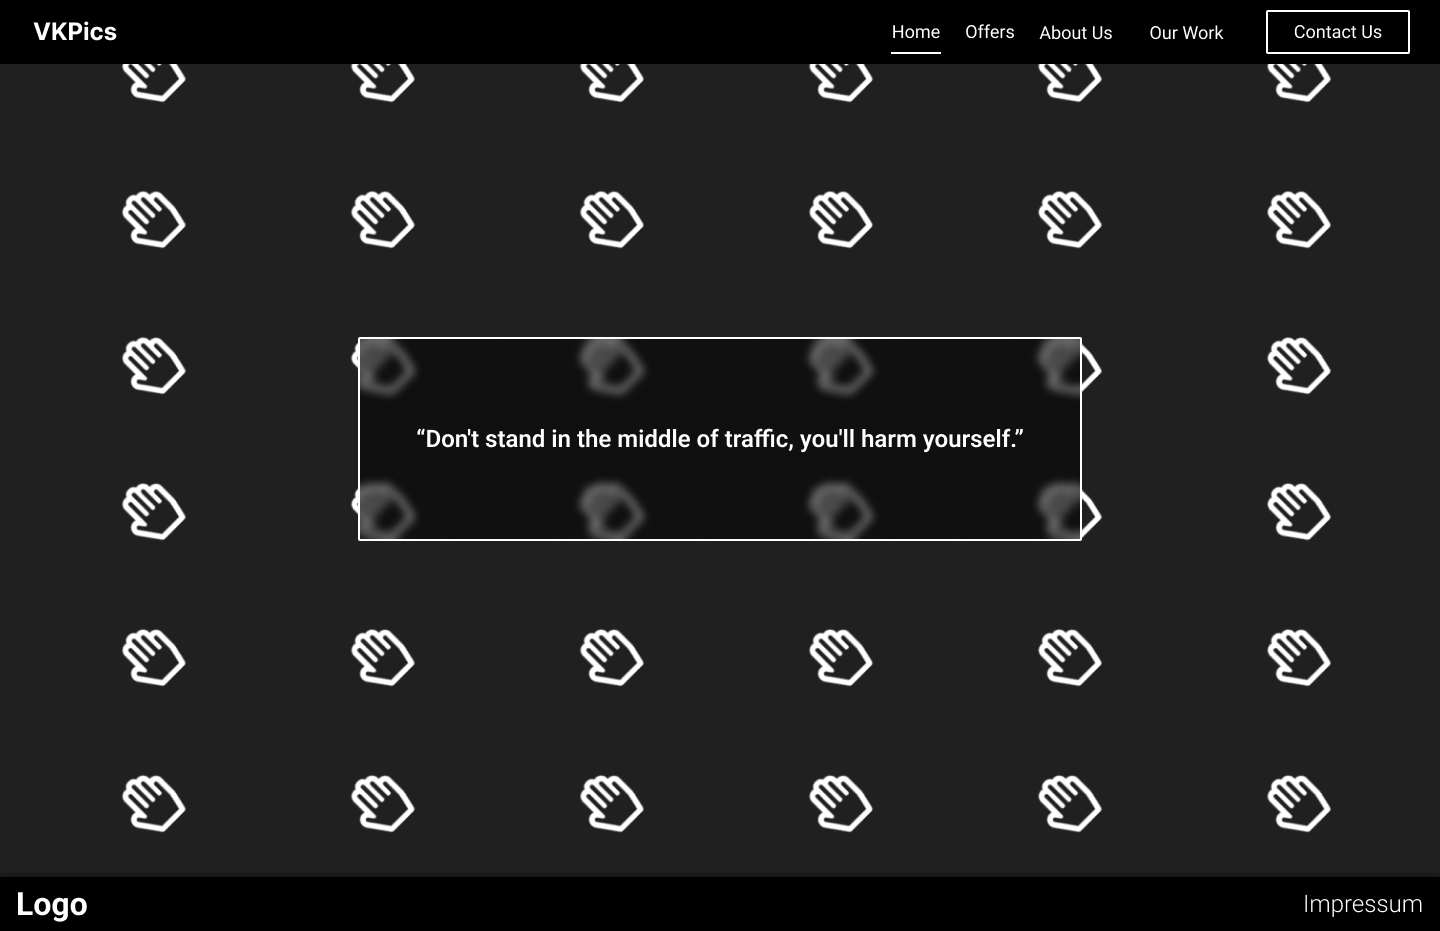 VKPics
Home Offers About Us Our Work Contact Us
“Don't stand in the middle of traffic, you'll harm yourself.”
Logo
Impressum